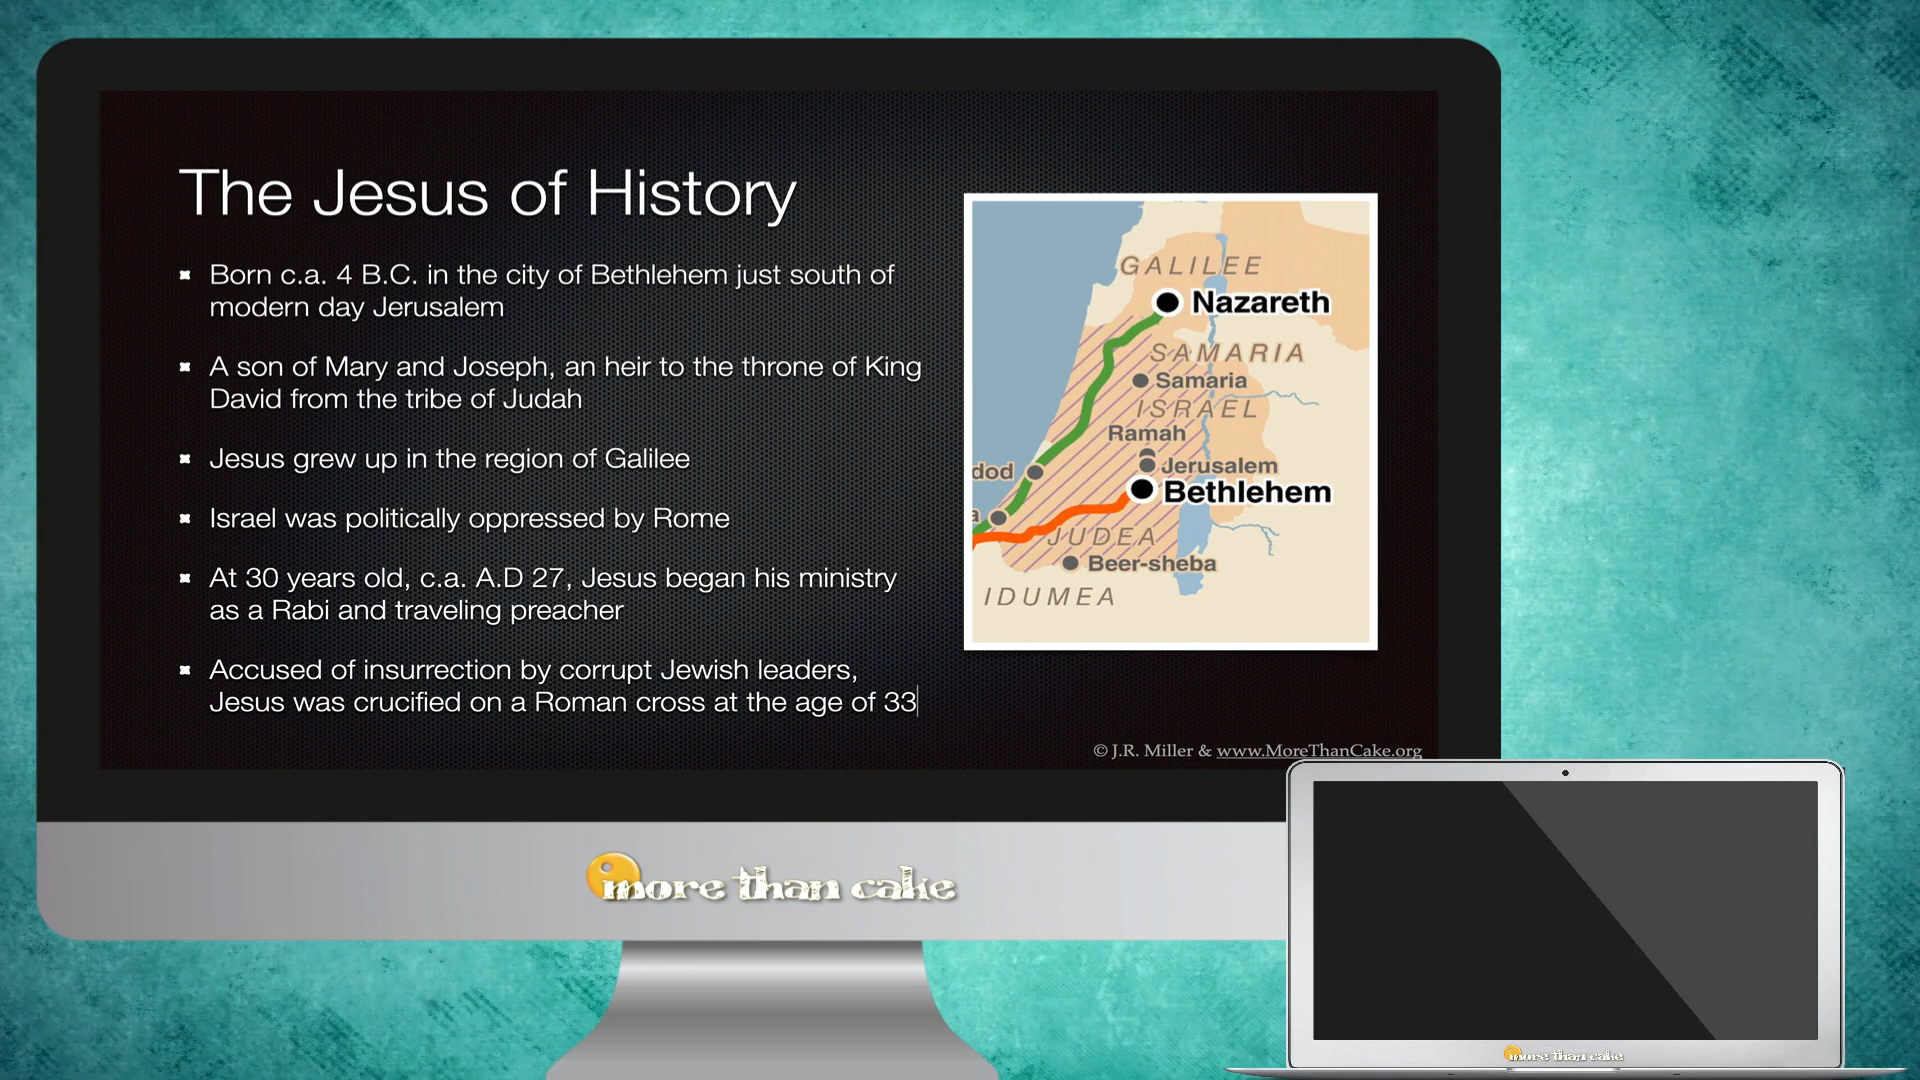 The Jesus of History
Born c.a. 4 B.C. in the city of Bethlehem just south of
modern day Jerusalem
A son of Mary and Joseph, an heir to the throne of King
David from the tribe of Judah
Jesus grew up in the region of Galilee
Israel was politically oppressed by Rome
At 30 years old, c.a. A.D 27, Jesus began his ministry
as a Rabi and traveling preacher
Accused of insurrection by corrupt Jewish leaders,
Jesus was crucified on a Roman cross at the age of 33
GALILEE
Nazareth
SAMARIA
Samaria
ISRAEL
Ramah
dod
Jerusalem
Bethlehem
a
JUDEA
Beer-sheba
IDUMEA
© J.R. Miller & www.MoreThanCake.org
more than cake
more than cake